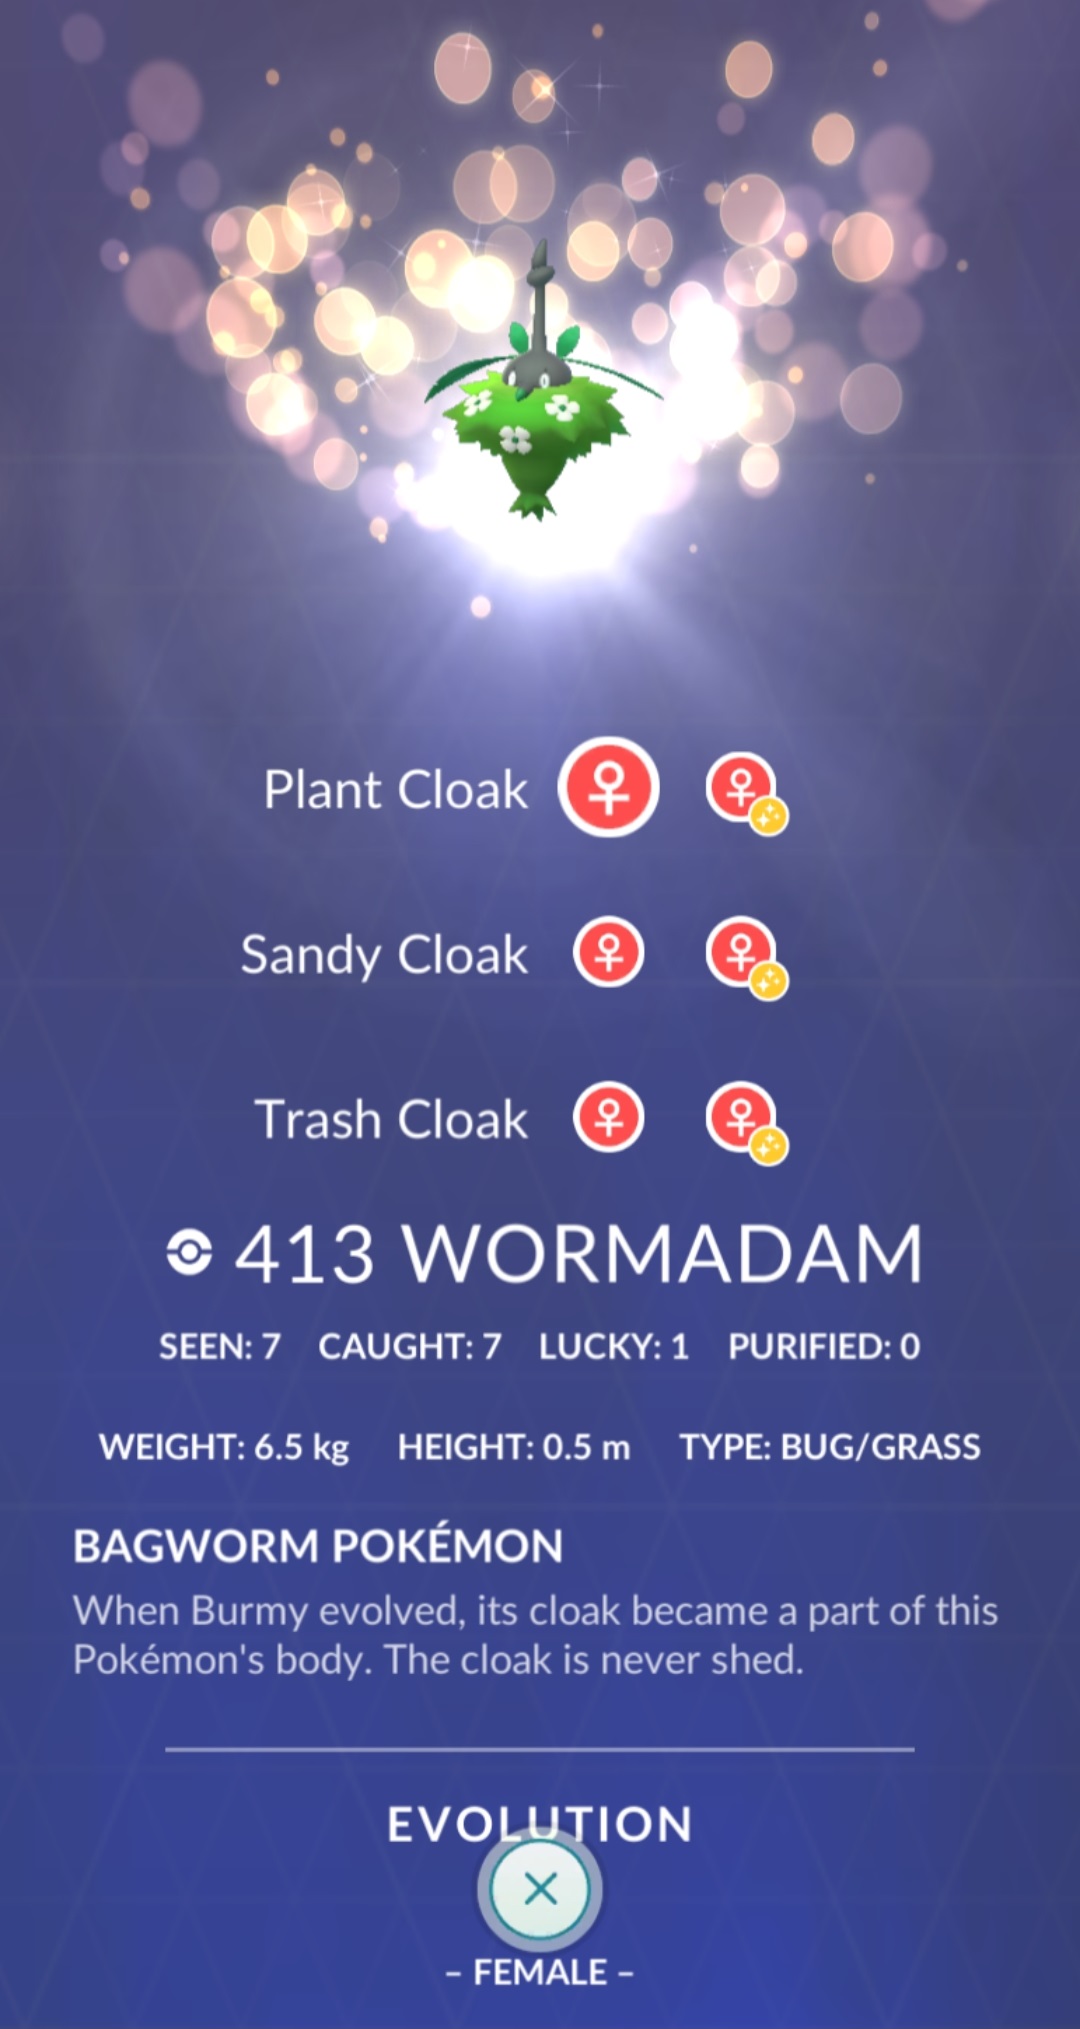 Plant Cloak
Sandy Cloak
Trash Cloak
413 WORMADAM
SEEN: 7 CAUGHT: 7 LUCKY: 1 PURIFIED: 0
WEIGHT: 6.5 kg HEIGHT: 0.5 m TYPE: BUG/GRASS
BAGWORM POKÉMON
When Burmy evolved, its cloak became a part of this
Pokémon's body. The cloak is never shed.
EVOLUTION
– FEMALE –